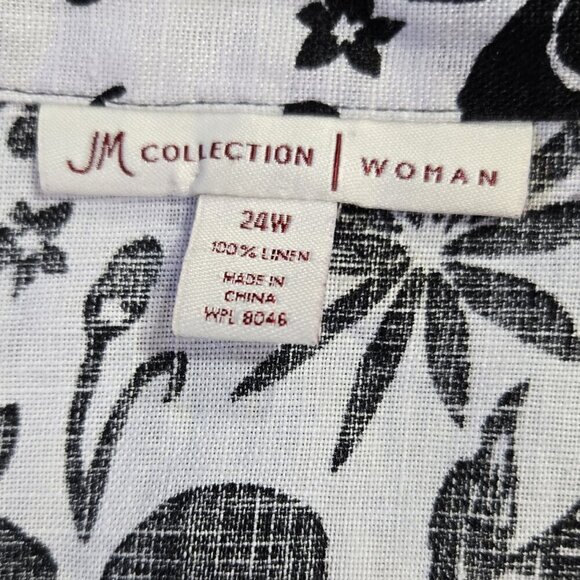 JM COLLECTION | WOMAN
24W
100% LINEN
MADE IN
CHINA
WPL 8046